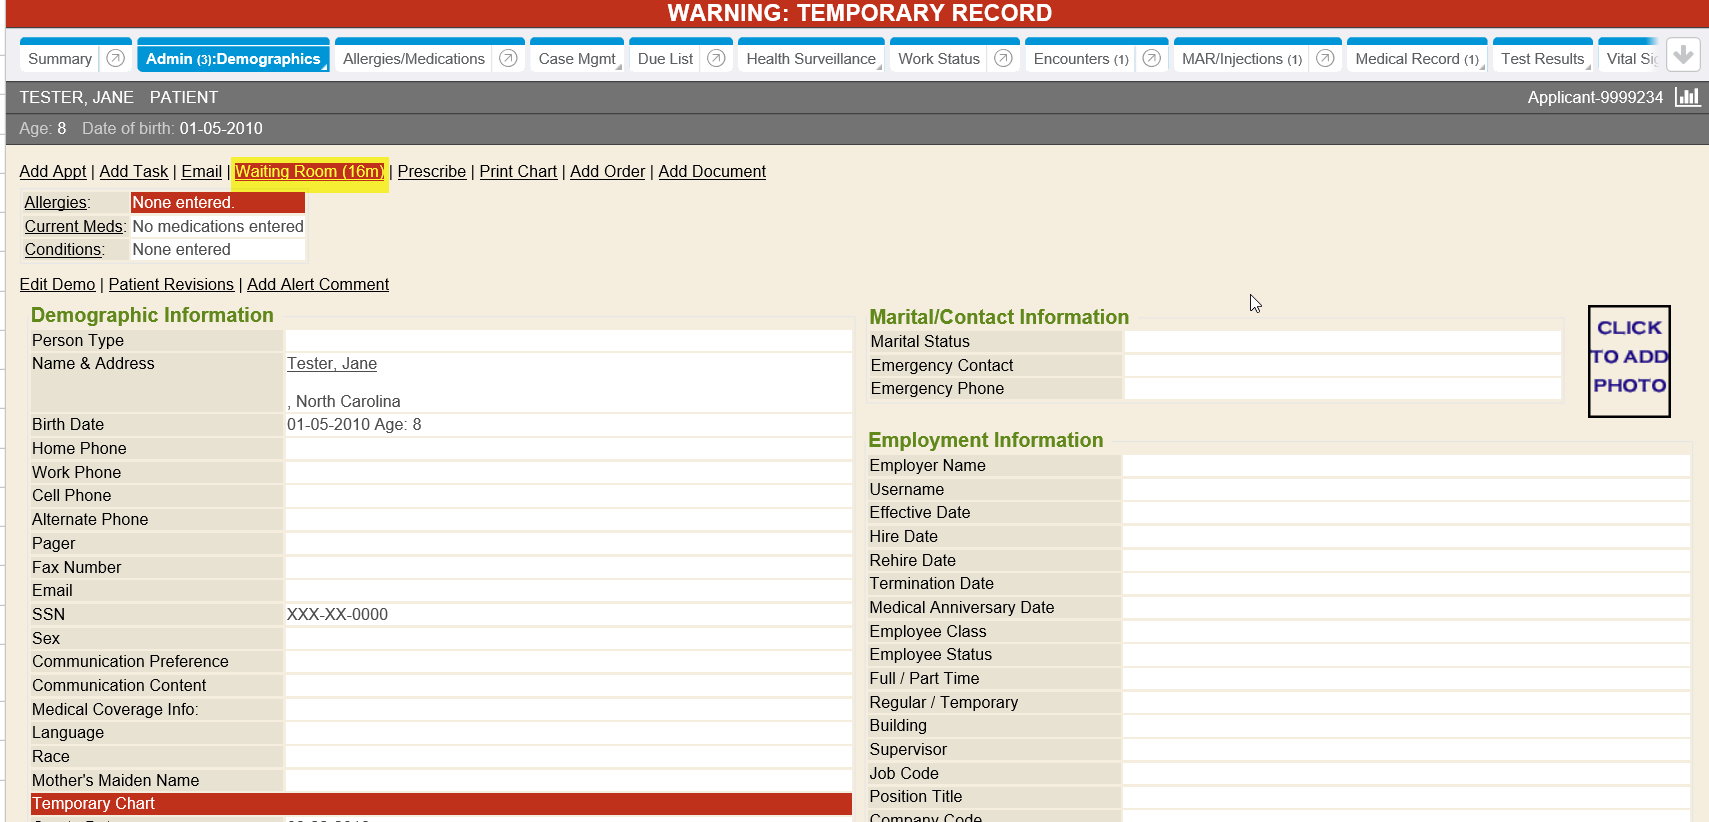 WARNING: TEMPORARY RECORD
Summary Admin (3):Demographics Allergies/Medications Case Mgmt Due List Health Surveillance Work Status Encounters (1) MAR/Injections (1) Medical Record (1) Test Results Vital
TESTER, JANE PATIENT Applicant-9999234
Age: 8 Date of birth: 01-05-2010
Add Appt | Add Task | Email | Waiting Room (16m) | Prescribe | Print Chart | Add Order | Add Document
Allergies: None entered.
Current Meds: No medications entered
Conditions: None entered
Edit Demo | Patient Revisions | Add Alert Comment
Demographic Information
Person Type
Name & Address Tester, Jane
, North Carolina
Birth Date 01-05-2010 Age: 8
Home Phone
Work Phone
Cell Phone
Alternate Phone
Pager
Fax Number
Email
SSN XXX-XX-0000
Sex
Communication Preference
Communication Content
Medical Coverage Info:
Language
Race
Mother's Maiden Name
Temporary Chart
Marital/Contact Information
Marital Status
Emergency Contact
Emergency Phone
CLICK
TO ADD
PHOTO
Employment Information
Employer Name
Username
Effective Date
Hire Date
Rehire Date
Termination Date
Medical Anniversary Date
Employee Class
Employee Status
Full / Part Time
Regular / Temporary
Building
Supervisor
Job Code
Position Title
Company Code